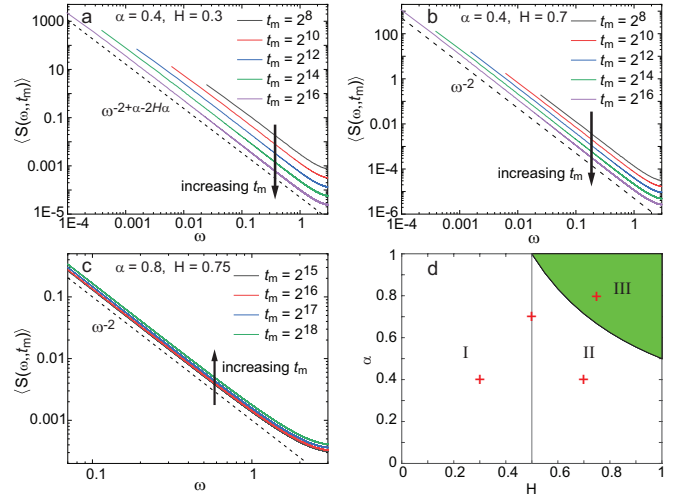 a
α = 0.4, H = 0.3
1000
10
0.1
0.001
1E-5
⟨S(ω,,t_m)⟩
t_m = 2^8
t_m = 2^10
t_m = 2^12
t_m = 2^14
t_m = 2^16
ω^-2+α-2Hα
increasing t_m
1E-4
0.001
0.01
0.1
1
ω
b
α = 0.4, H = 0.7
1000
100
1
0.01
1E-4
1E-6
⟨S(ω,,t_m)⟩
t_m = 2^8
t_m = 2^10
t_m = 2^12
t_m = 2^14
t_m = 2^16
ω^-2
increasing t_m
1E-4
0.001
0.01
0.1
1
ω
c
α = 0.8, H = 0.75
0.1
0.01
0.001
⟨S(ω,,t_m)⟩
t_m = 2^15
t_m = 2^16
t_m = 2^17
t_m = 2^18
ω^-2
increasing t_m
0.1
1
ω
d
1
0.8
0.6
0.4
0.2
0
α
I
II
III
0
0.2
0.4
0.6
0.8
1
H